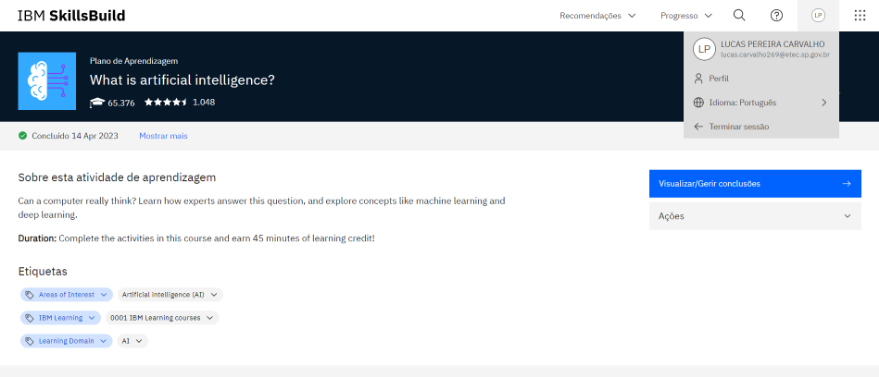 IBM SkillsBuild
Recomendações
Progresso
LP
LP
LUCAS PEREIRA CARVALHO
lucas.carvalho269@etec.sp.gov.br
Perfil
Idioma: Português
Terminar sessão
Plano de Aprendizagem
What is artificial intelligence?
65.376
1.048
Concluído 14 Apr 2023
Mostrar mais
Sobre esta atividade de aprendizagem
Can a computer really think? Learn how experts answer this question, and explore concepts like machine learning and
deep learning.
Duration: Complete the activities in this course and earn 45 minutes of learning credit!
Visualizar/Gerir conclusões
Ações
Etiquetas
Areas of Interest
Artificial Intelligence (AI)
IBM Learning
0001 IBM Learning courses
Learning Domain
AI